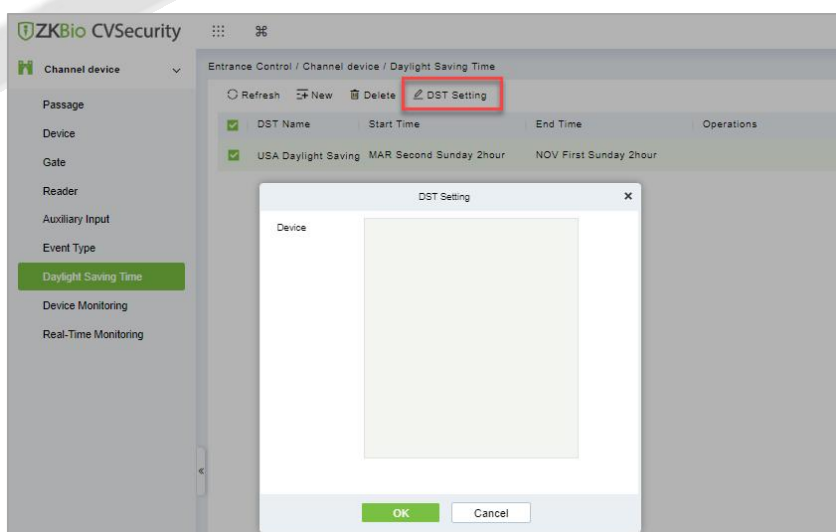 ZKBio CVSecurity
Channel device
Entrance Control / Channel device / Daylight Saving Time
Refresh New Delete DST Setting
DST Name Start Time End Time Operations
USA Daylight Saving MAR Second Sunday 2hour NOV First Sunday 2hour
Passage
Device
Gate
Reader
Auxiliary Input
Event Type
Daylight Saving Time
Device Monitoring
Real-Time Monitoring
DST Setting
Device
OK Cancel